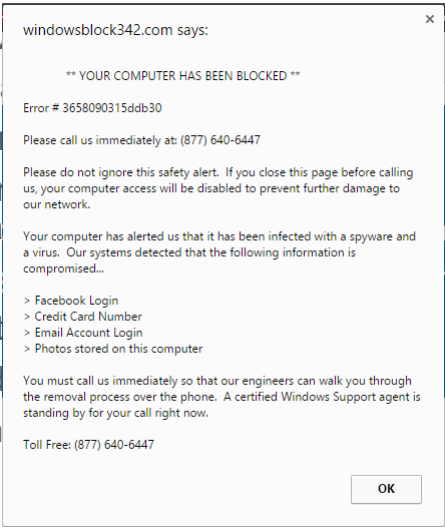 windowsblock342.com says:
** YOUR COMPUTER HAS BEEN BLOCKED **
Error # 3658090315ddb30
Please call us immediately at: (877) 640-6447
Please do not ignore this safety alert. If you close this page before calling
us, your computer access will be disabled to prevent further damage to
our network.
Your computer has alerted us that it has been infected with a spyware and
a virus. Our systems detected that the following information is
compromised...
> Facebook Login
> Credit Card Number
> Email Account Login
> Photos stored on this computer
You must call us immediately so that our engineers can walk you through
the removal process over the phone. A certified Windows Support agent is
standing by for your call right now.
Toll Free: (877) 640-6447
OK